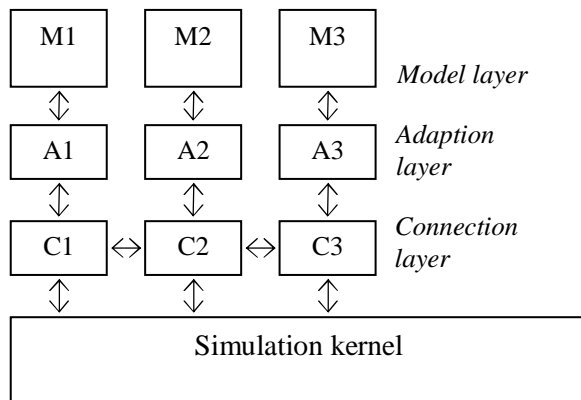 M1 M2 M3
Model layer
A1 A2 A3
Adaption
layer
C1 C2 C3
Connection
layer
Simulation kernel